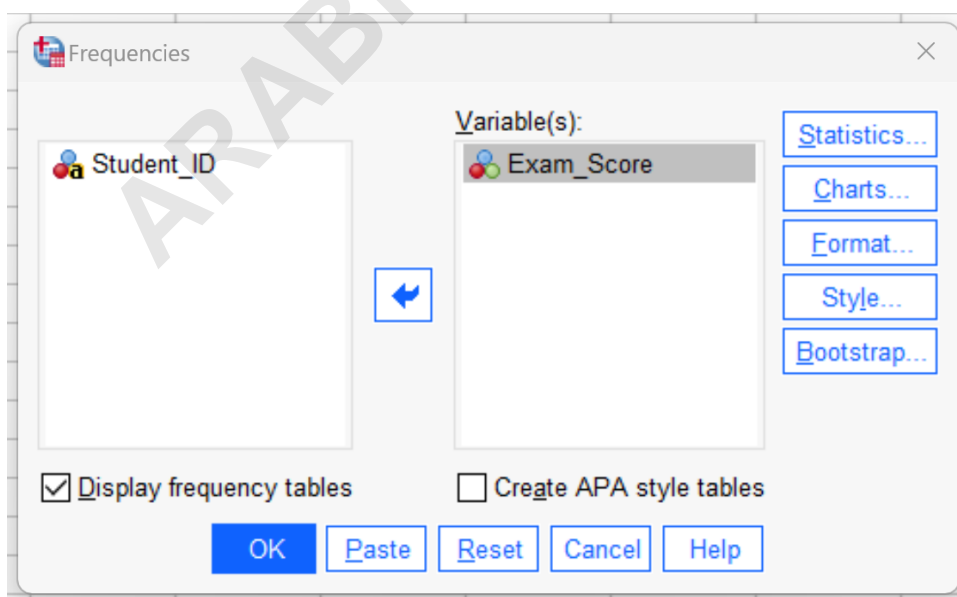 Frequencies
Variable(s):
Student_ID
Exam_Score
Statistics...
Charts...
Format...
Style...
Bootstrap...
Display frequency tables
Create APA style tables
OK Paste Reset Cancel Help